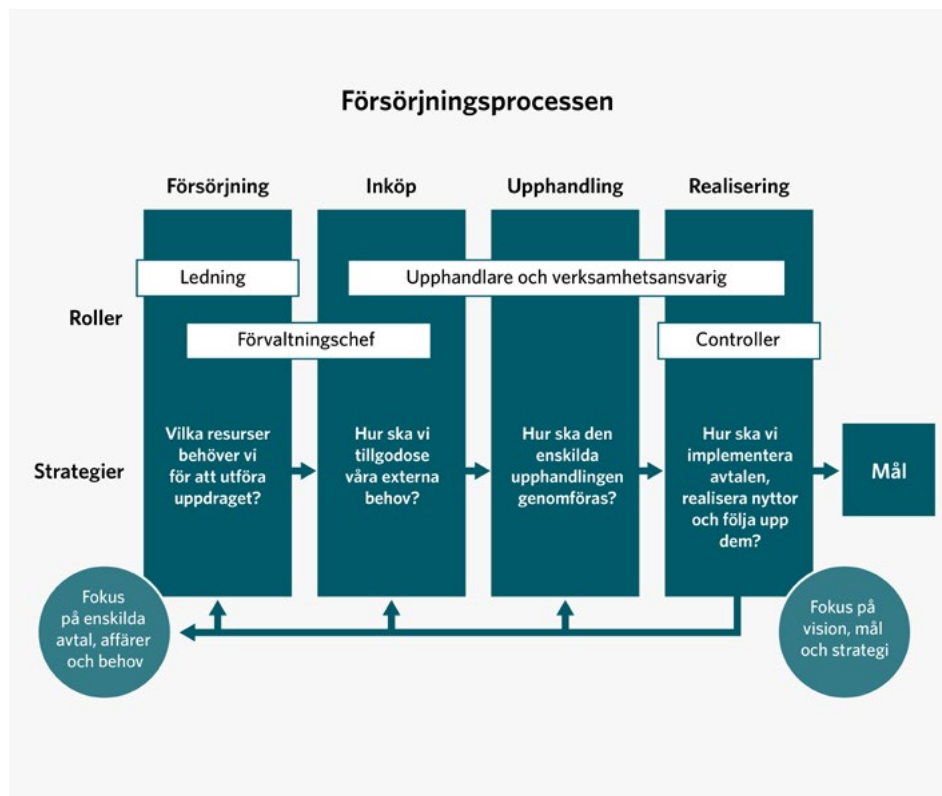 Försörjningsprocessen
Försörjning
Inköp
Upphandling
Realisering
Roller
Ledning
Upphandlare och verksamhetsansvarig
Förvaltningschef
Controller
Strategier
Vilka resurser
behöver vi
för att utföra
uppdraget?
Hur ska vi
tillgodose
våra externa
behov?
Hur ska den
enskilda
upphandlingen
genomföras?
Hur ska vi
implementera
avtalen,
realisera nyttor
och följa upp
dem?
Mål
Fokus
på enskilda
avtal, affärer
och behov
Fokus på
vision, mål
och strategi